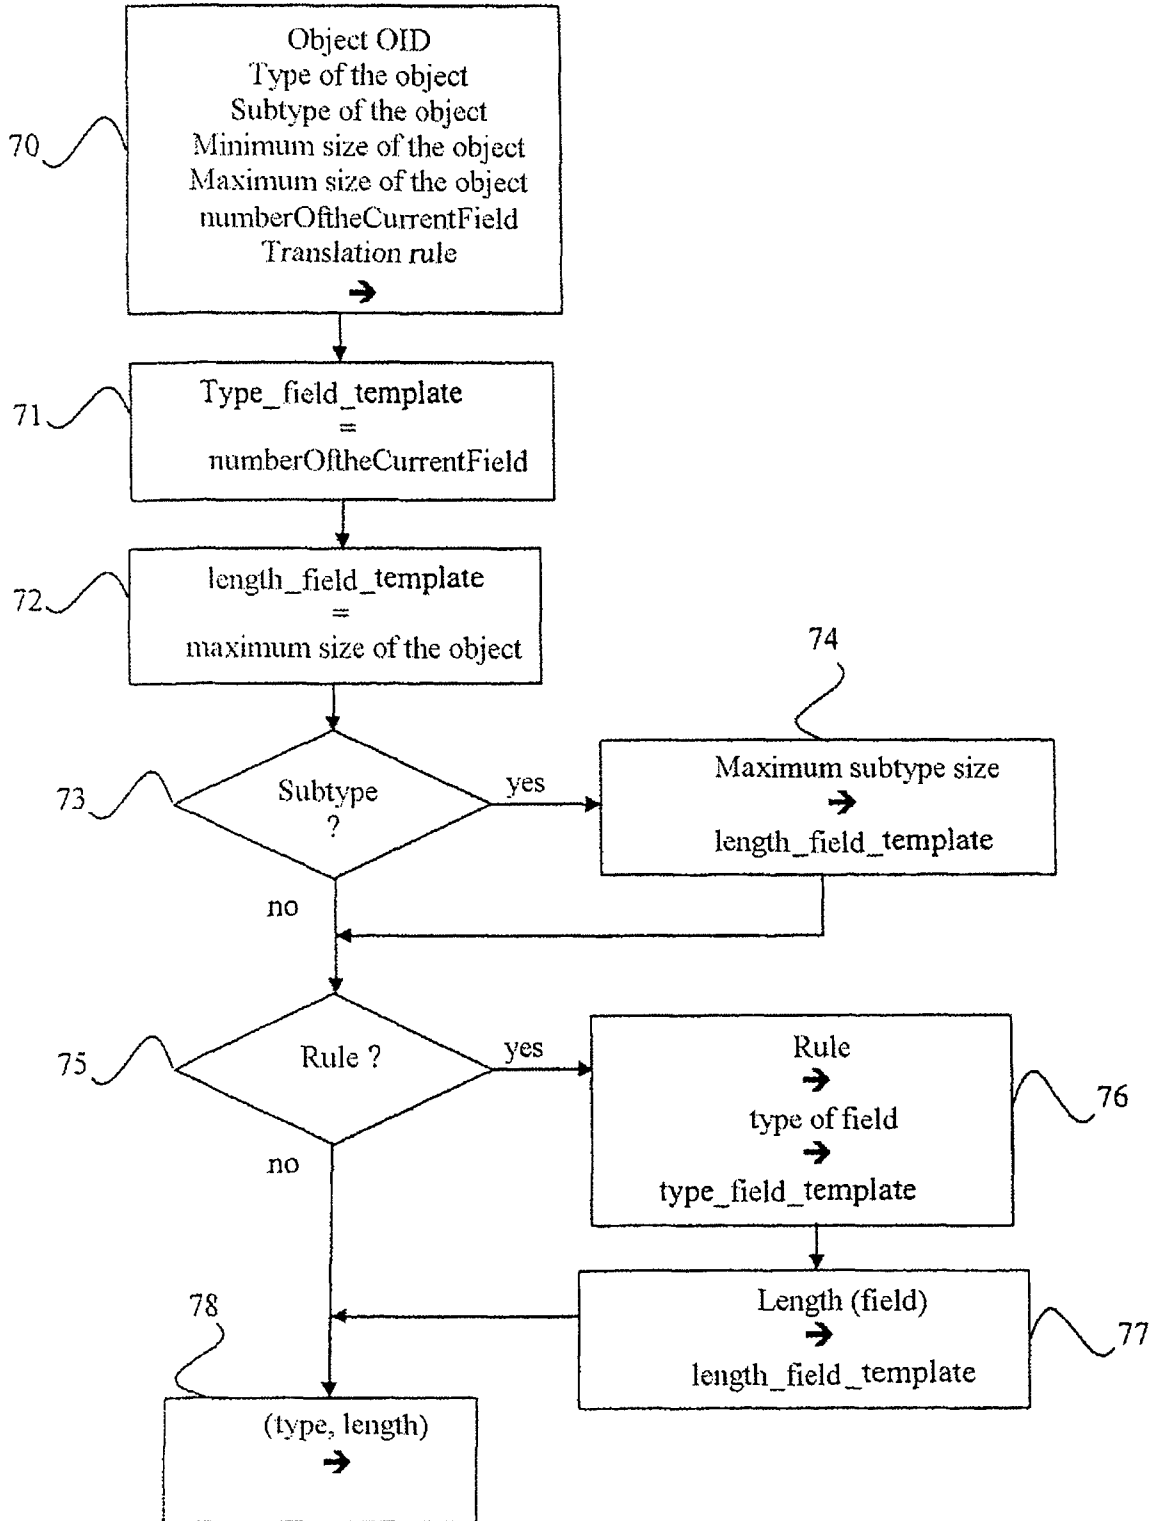 Object OID
Type of the object
Subtype of the object
Minimum size of the object
Maximum size of the object
numberOftheCurrentField
Translation rule
➔
70
Type_field_template
=
numberOftheCurrentField
71
length_field_template
=
maximum size of the object
72
74
Subtype
?
73
yes
Maximum subtype size
➔
length_field_template
no
Rule ?
75
yes
Rule
➔
type of field
➔
type_field_template
76
no
Length (field)
➔
length_field_template
77
78
(type, length)
➔